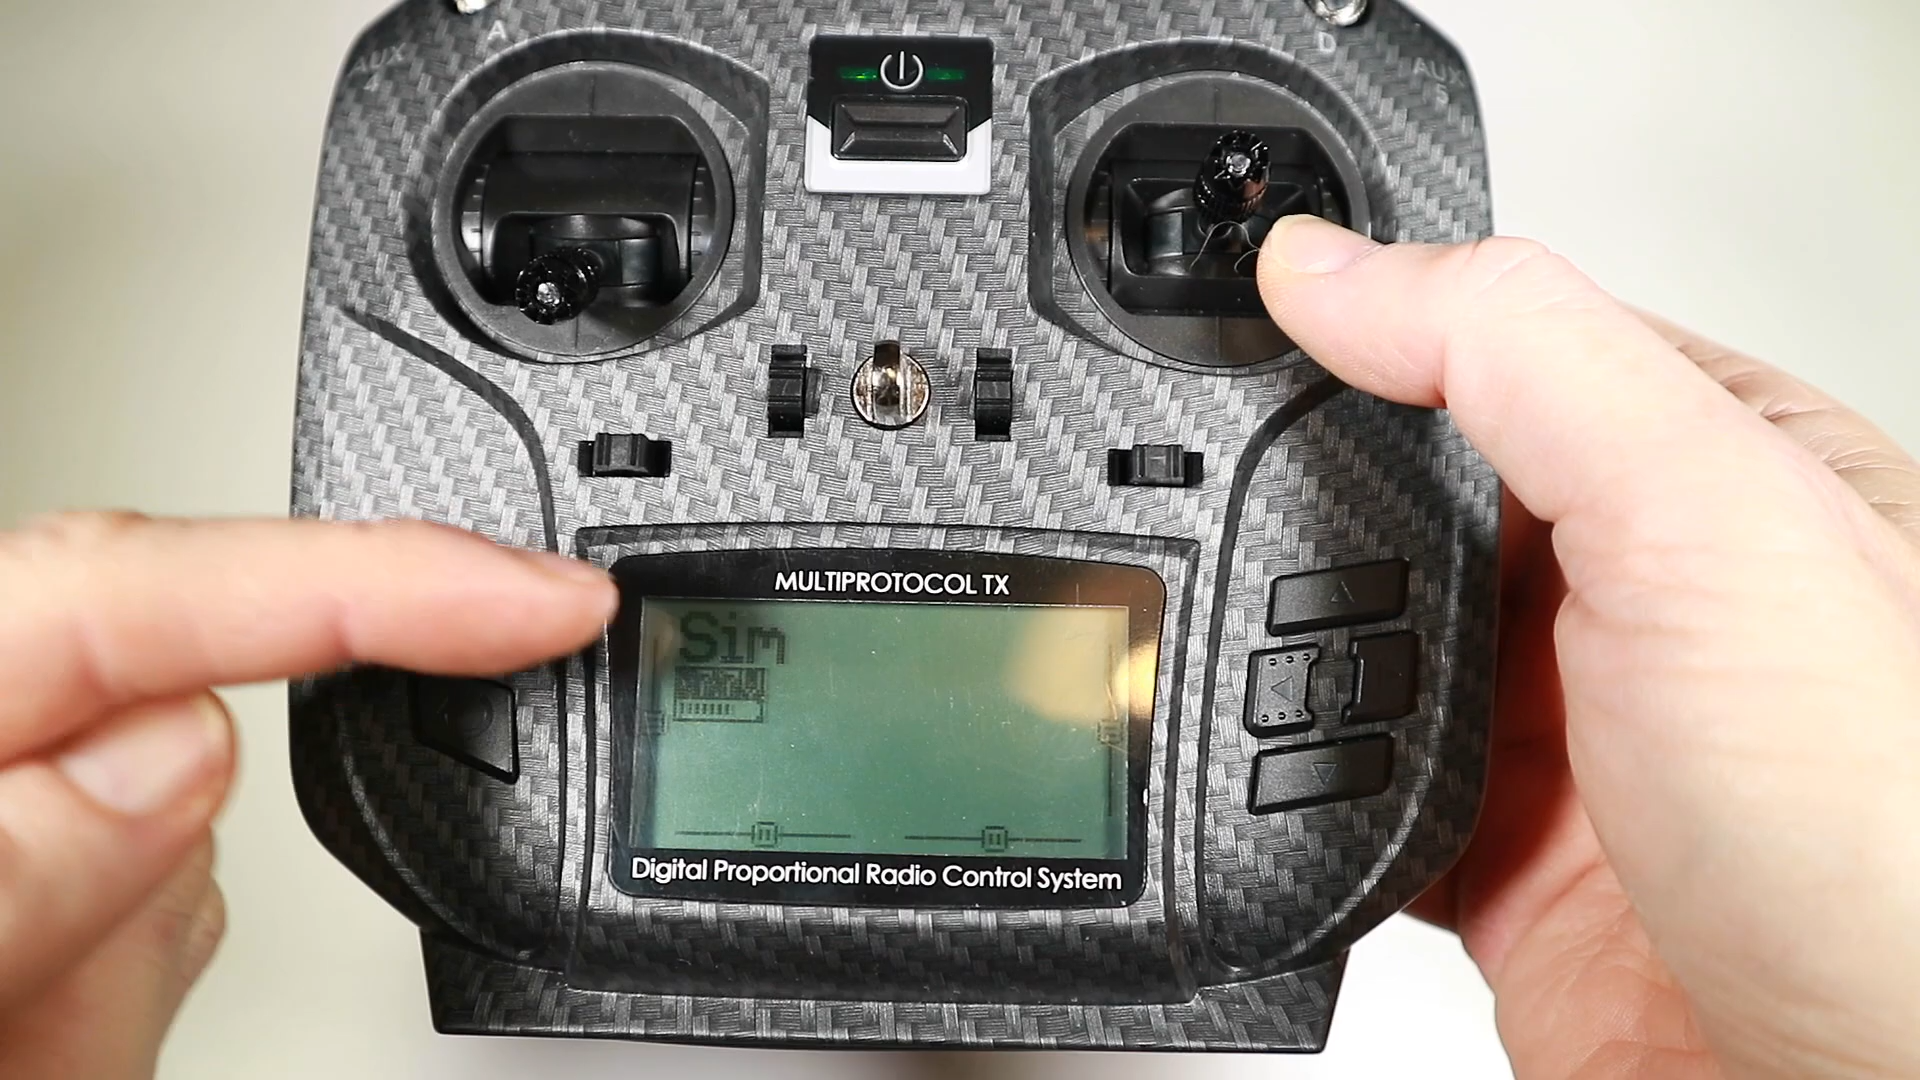 A
D
AUX
4
AUX
5
MULTIPROTOCOL TX
Sim
Digital Proportional Radio Control System